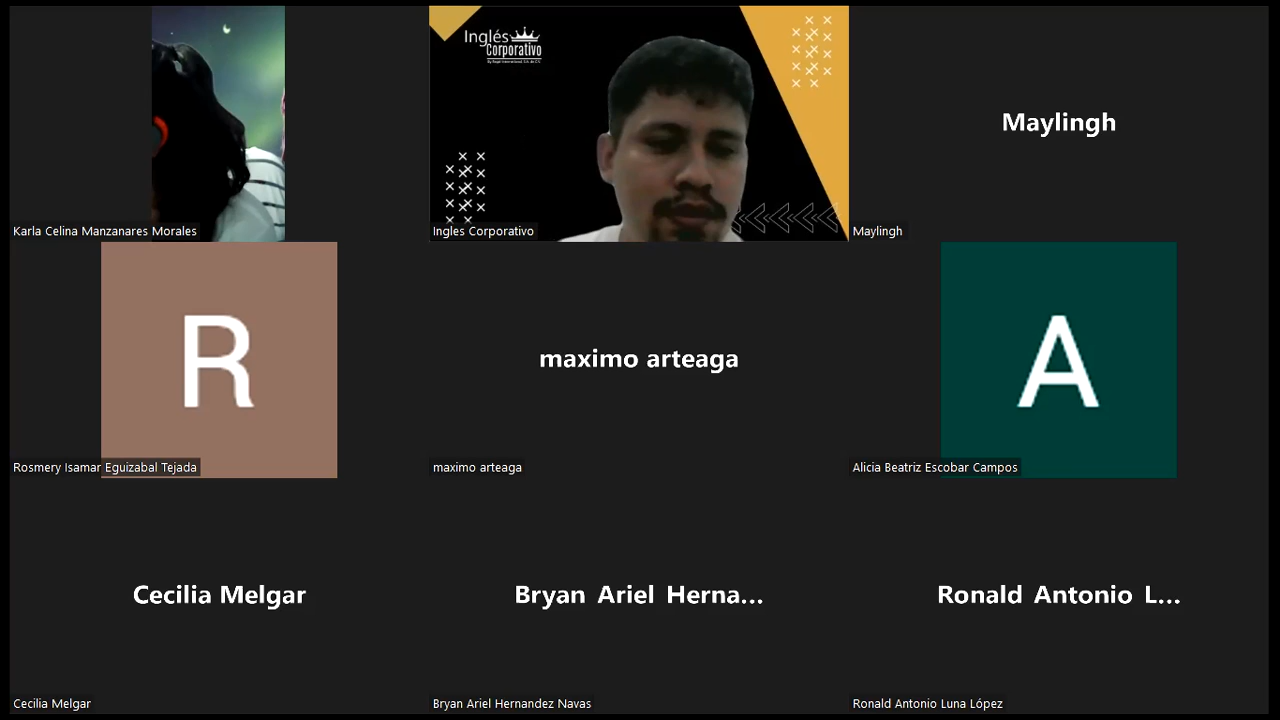 Inglés
Corporativo
Karla Celina Manzanares Morales
Ingles Corporativo
Maylingh
Maylingh
R
Rosmery Isamar Eguizabal Tejada
maximo arteaga
maximo arteaga
A
Alicia Beatriz Escobar Campos
Cecilia Melgar
Cecilia Melgar
Bryan Ariel Herna...
Bryan Ariel Hernandez Navas
Ronald Antonio L...
Ronald Antonio Luna López